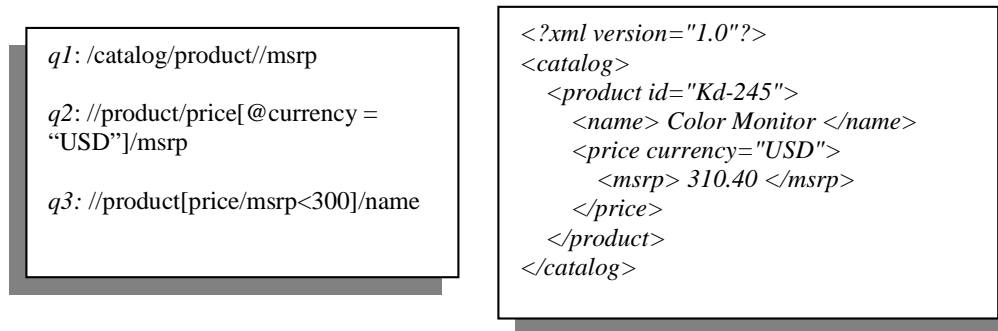 q1: /catalog/product//msrp
q2: //product/price[@currency =
“USD”]/msrp
q3: //product[price/msrp<300]/name
<?xml version="1.0"?>
<catalog>
<product id="Kd-245">
<name> Color Monitor </name>
<price currency="USD">
<msrp> 310.40 </msrp>
</price>
</product>
</catalog>